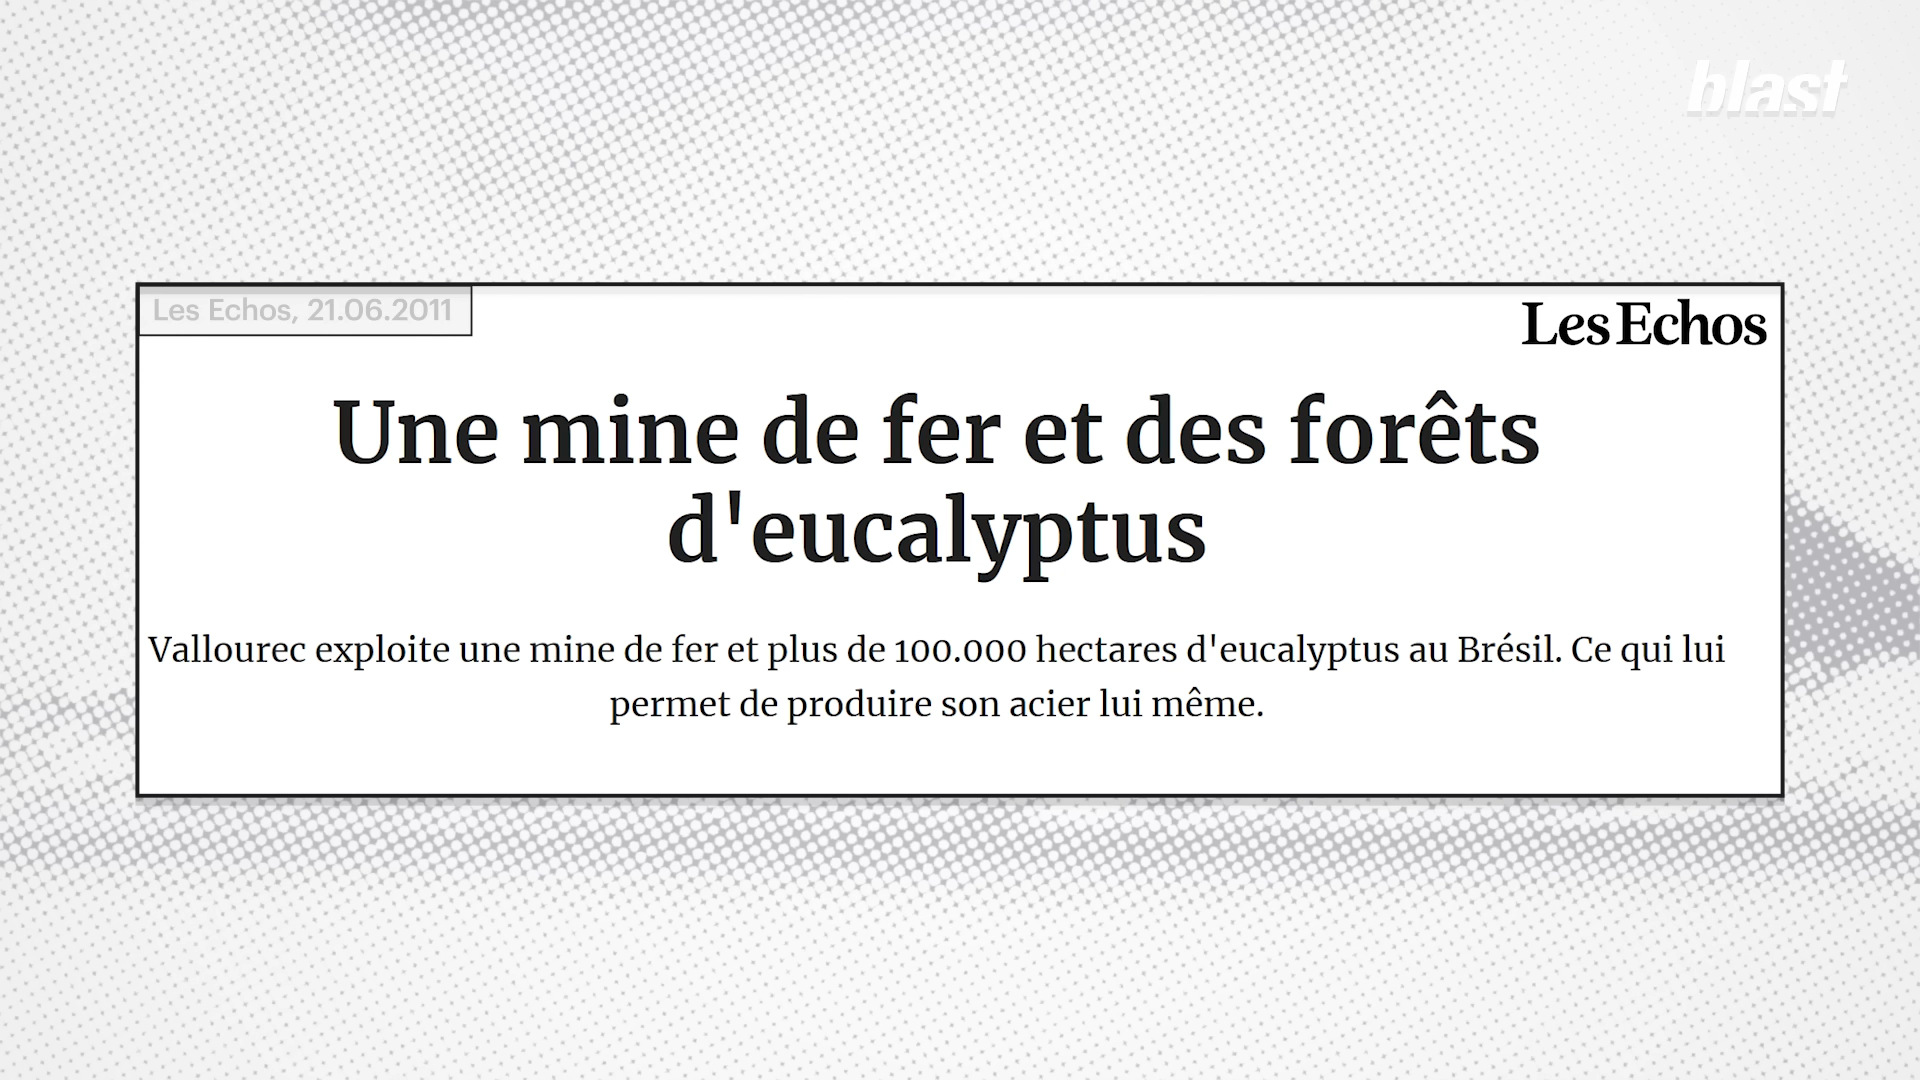 blast
Les Echos, 21.06.2011
Les Echos
Une mine de fer et des forêts
d'eucalyptus
Vallourec exploite une mine de fer et plus de 100.000 hectares d'eucalyptus au Brésil. Ce qui lui
permet de produire son acier lui même.